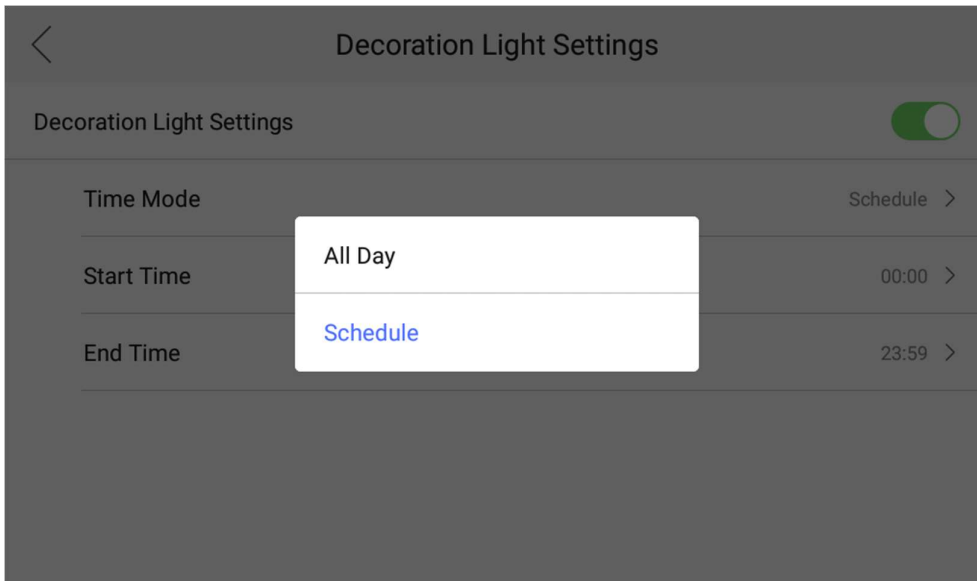 Decoration Light Settings
Decoration Light Settings
Time Mode
Schedule
All Day
Start Time
00:00
Schedule
End Time
23:59